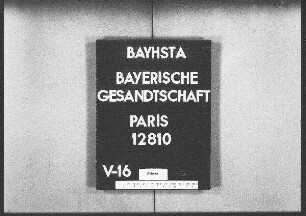 BAYHSTA
BAYERISCHE
GESANDTSCHAFT
PARIS
12810
V-16